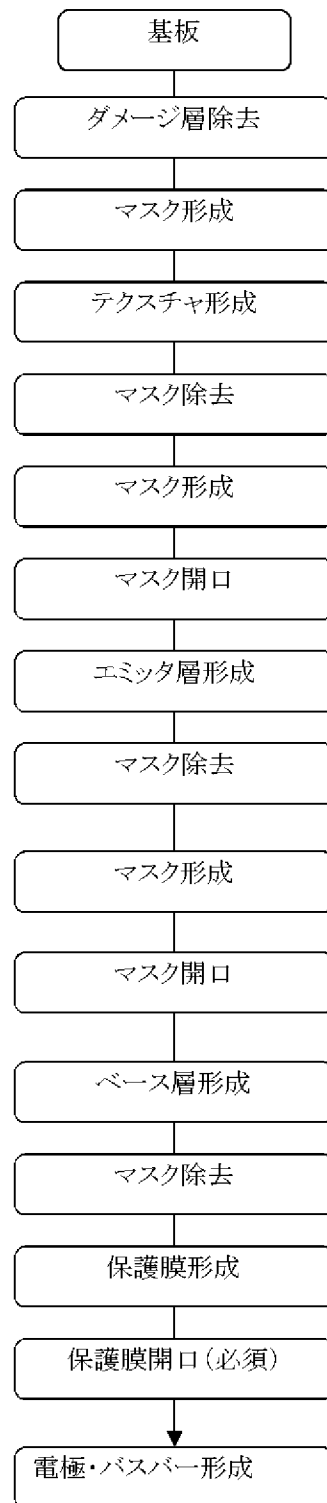 基板
ダメージ層除去
マスク形成
テクスチャ形成
マスク除去
マスク形成
マスク開口
エミッタ層形成
マスク除去
マスク形成
マスク開口
ベース層形成
マスク除去
保護膜形成
保護膜開口(必須)
電極・バスバー形成